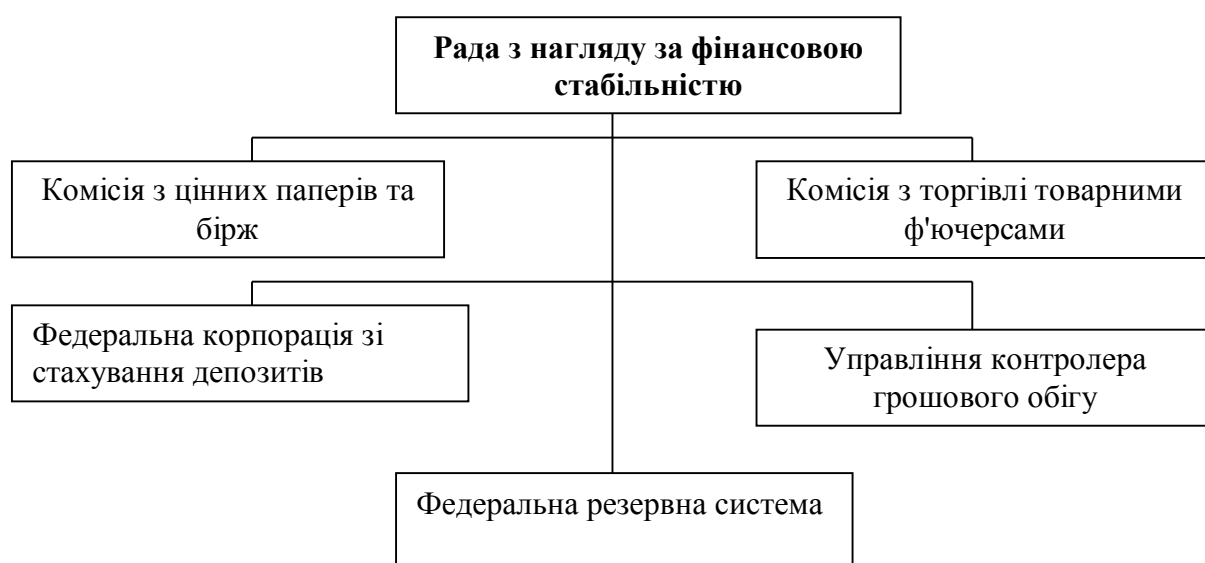 Рада з нагляду за фінансовою
стабільністю
Комісія з цінних паперів та
бірж
Комісія з торгівлі товарними
ф'ючерсами
Федеральна корпорація зі
стахування депозитів
Управління контролера
грошового обігу
Федеральна резервна система